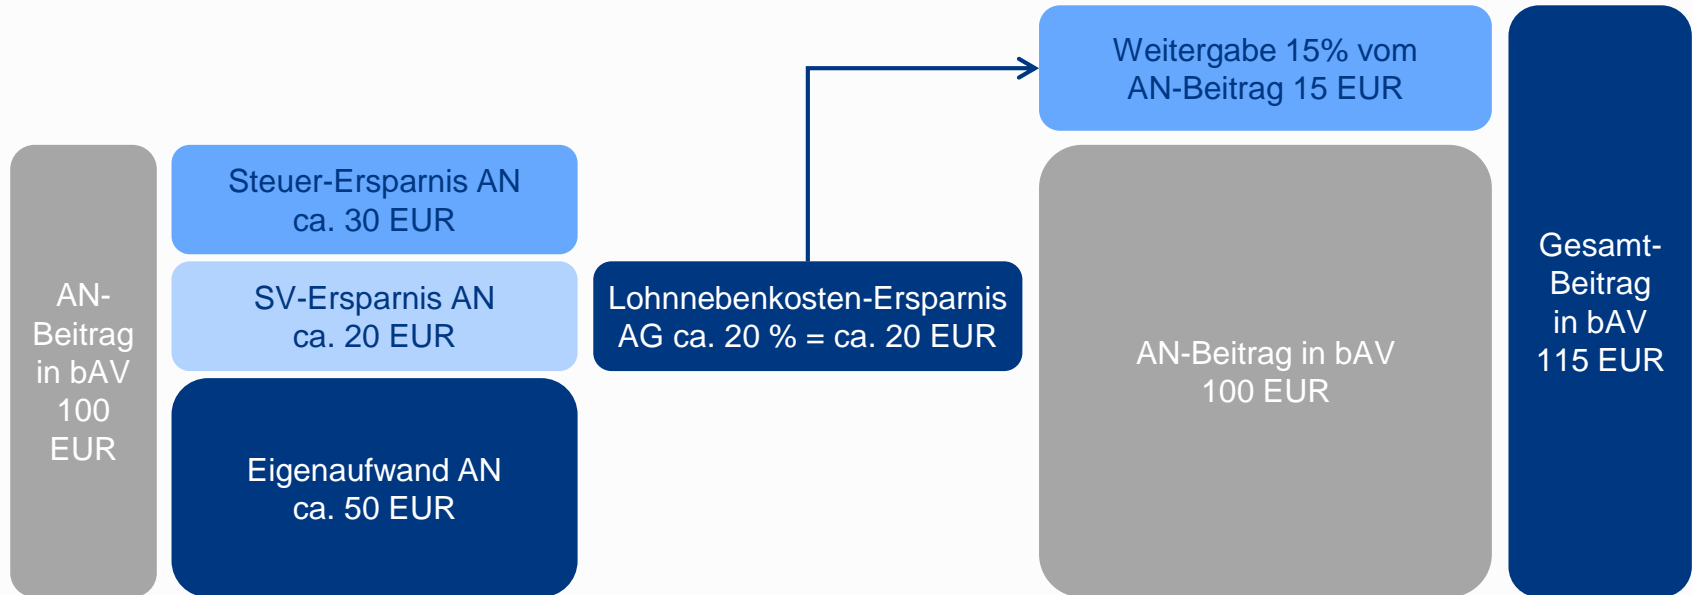 AN-
Beitrag
in bAV
100
EUR
Steuer-Ersparnis AN
ca. 30 EUR
SV-Ersparnis AN
ca. 20 EUR
Eigenaufwand AN
ca. 50 EUR
Lohnnebenkosten-Ersparnis
AG ca. 20 % = ca. 20 EUR
Weitergabe 15% vom
AN-Beitrag 15 EUR
AN-Beitrag in bAV
100 EUR
Gesamt-
Beitrag
in bAV
115 EUR